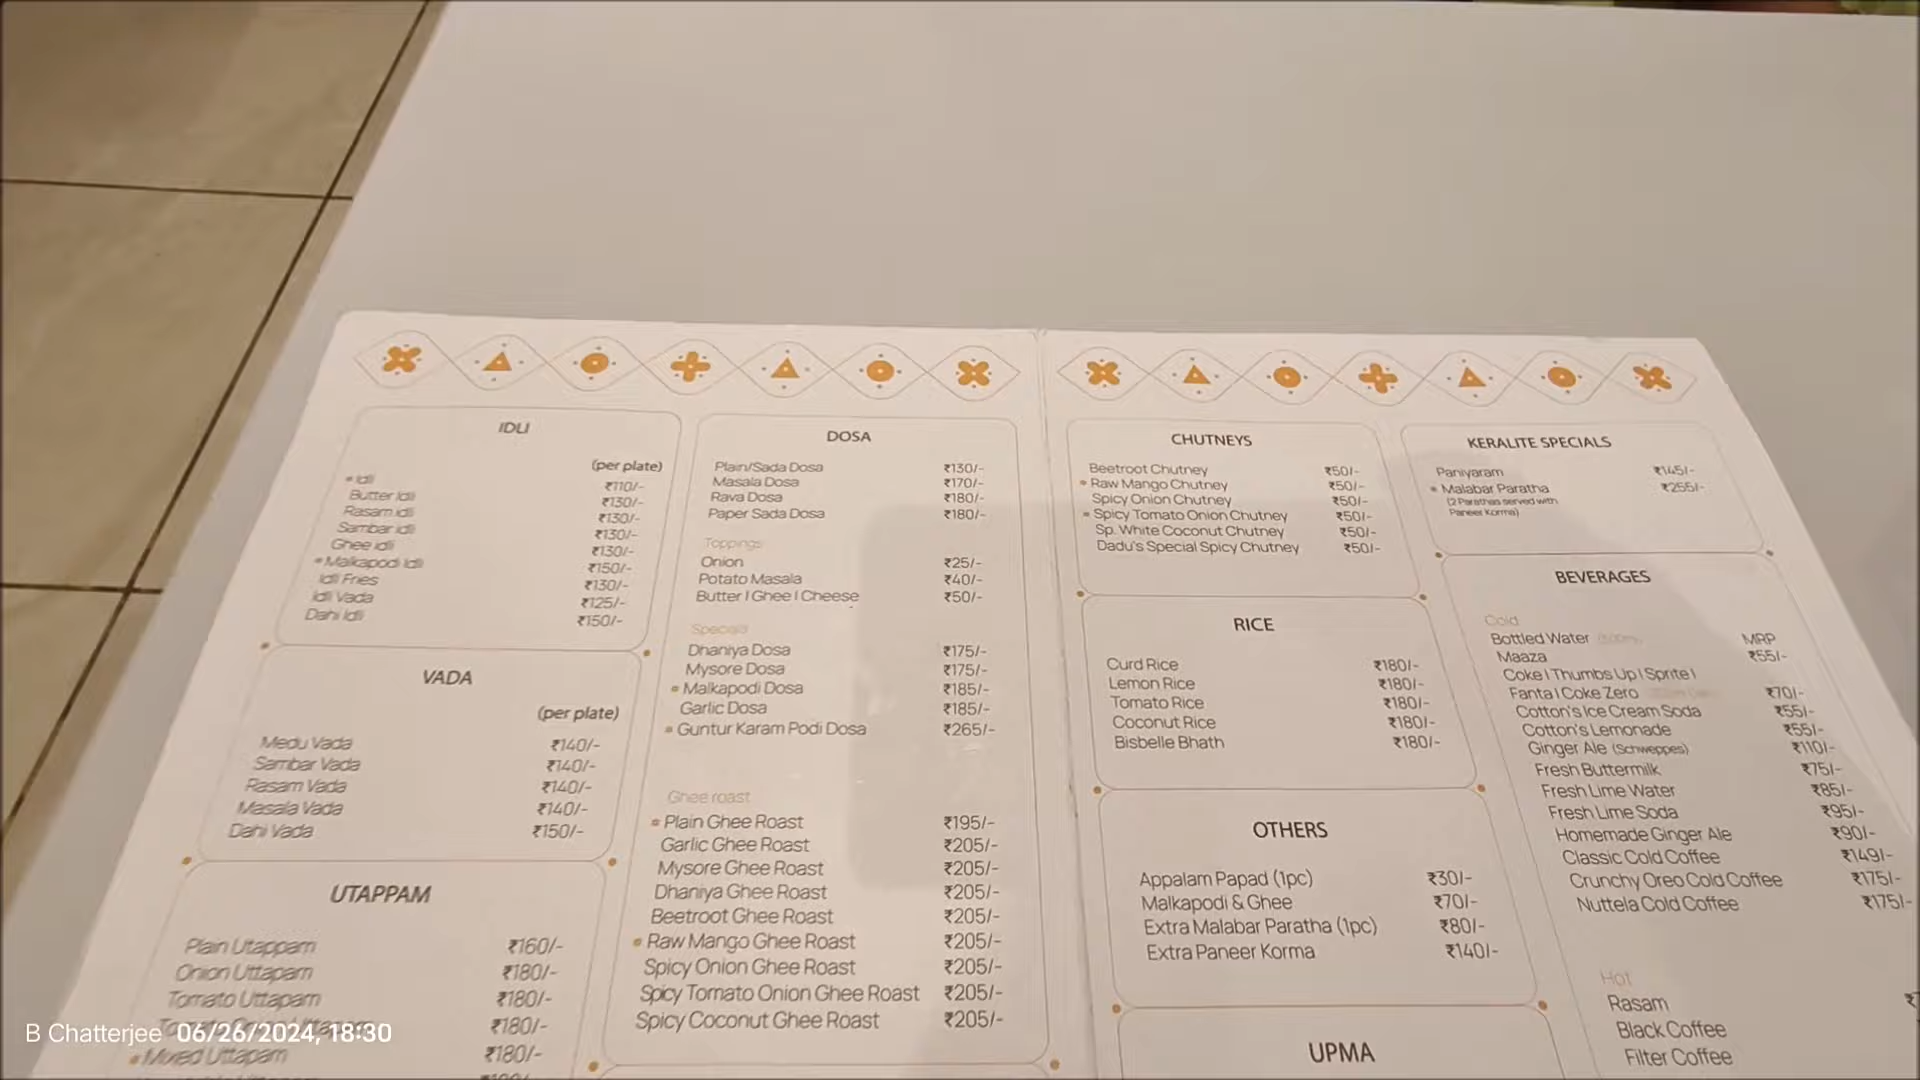 IDLI
(per plate)
Idli ₹110/-
Butter Idli ₹130/-
Rasam idli ₹130/-
Sambar idli ₹130/-
Ghee idli ₹130/-
Malkapodi Idli ₹150/-
Idli Fries ₹130/-
Idli Vada ₹125/-
Dahi Idli ₹150/-
VADA
(per plate)
Medu Vada ₹140/-
Sambar Vada ₹140/-
Rasam Vada ₹140/-
Masala Vada ₹140/-
Dahi Vada ₹150/-
UTAPPAM
Plain Utappam ₹160/-
Onion Uttapam ₹180/-
Tomato Uttapam ₹180/-
₹180/-
Mixed Uttapam ₹180/-
DOSA
Plain/Sada Dosa ₹130/-
Masala Dosa ₹170/-
Rava Dosa ₹180/-
Paper Sada Dosa ₹180/-
Toppings
Onion ₹25/-
Potato Masala ₹40/-
Butter | Ghee | Cheese ₹50/-
Specials
Dhaniya Dosa ₹175/-
Mysore Dosa ₹175/-
Malkapodi Dosa ₹185/-
Garlic Dosa ₹185/-
Guntur Karam Podi Dosa ₹265/-
Ghee roast
Plain Ghee Roast ₹195/-
Garlic Ghee Roast ₹205/-
Mysore Ghee Roast ₹205/-
Dhaniya Ghee Roast ₹205/-
Beetroot Ghee Roast ₹205/-
Raw Mango Ghee Roast ₹205/-
Spicy Onion Ghee Roast ₹205/-
Spicy Tomato Onion Ghee Roast ₹205/-
Spicy Coconut Ghee Roast ₹205/-
CHUTNEYS
Beetroot Chutney ₹50/-
Raw Mango Chutney ₹50/-
Spicy Onion Chutney ₹50/-
Spicy Tomato Onion Chutney ₹50/-
Sp. White Coconut Chutney ₹50/-
Dadu's Special Spicy Chutney ₹50/-
RICE
Curd Rice ₹180/-
Lemon Rice ₹180/-
Tomato Rice ₹180/-
Coconut Rice ₹180/-
Bisbelle Bhath ₹180/-
OTHERS
Appalam Papad (1pc) ₹30/-
Malkapodi & Ghee ₹70/-
Extra Malabar Paratha (1pc) ₹80/-
Extra Paneer Korma ₹140/-
UPMA
KERALITE SPECIALS
Paniyaram ₹145/-
Malabar Paratha ₹255/-
(2 Parathas served with
Paneer Korma)
BEVERAGES
Cold
Bottled Water MRP
Maaza ₹55/-
Coke | Thumbs Up | Sprite |
Fanta | Coke Zero ₹70/-
Cotton's Ice Cream Soda ₹55/-
Cotton's Lemonade ₹55/-
Ginger Ale (Schweppes) ₹110/-
Fresh Buttermilk ₹75/-
Fresh Lime Water ₹85/-
Fresh Lime Soda ₹95/-
Homemade Ginger Ale ₹90/-
Classic Cold Coffee ₹149/-
Crunchy Oreo Cold Coffee ₹175/-
Nuttela Cold Coffee ₹175/-
Hot
Rasam
Black Coffee
Filter Coffee
B Chatterjee 06/26/2024, 18:30